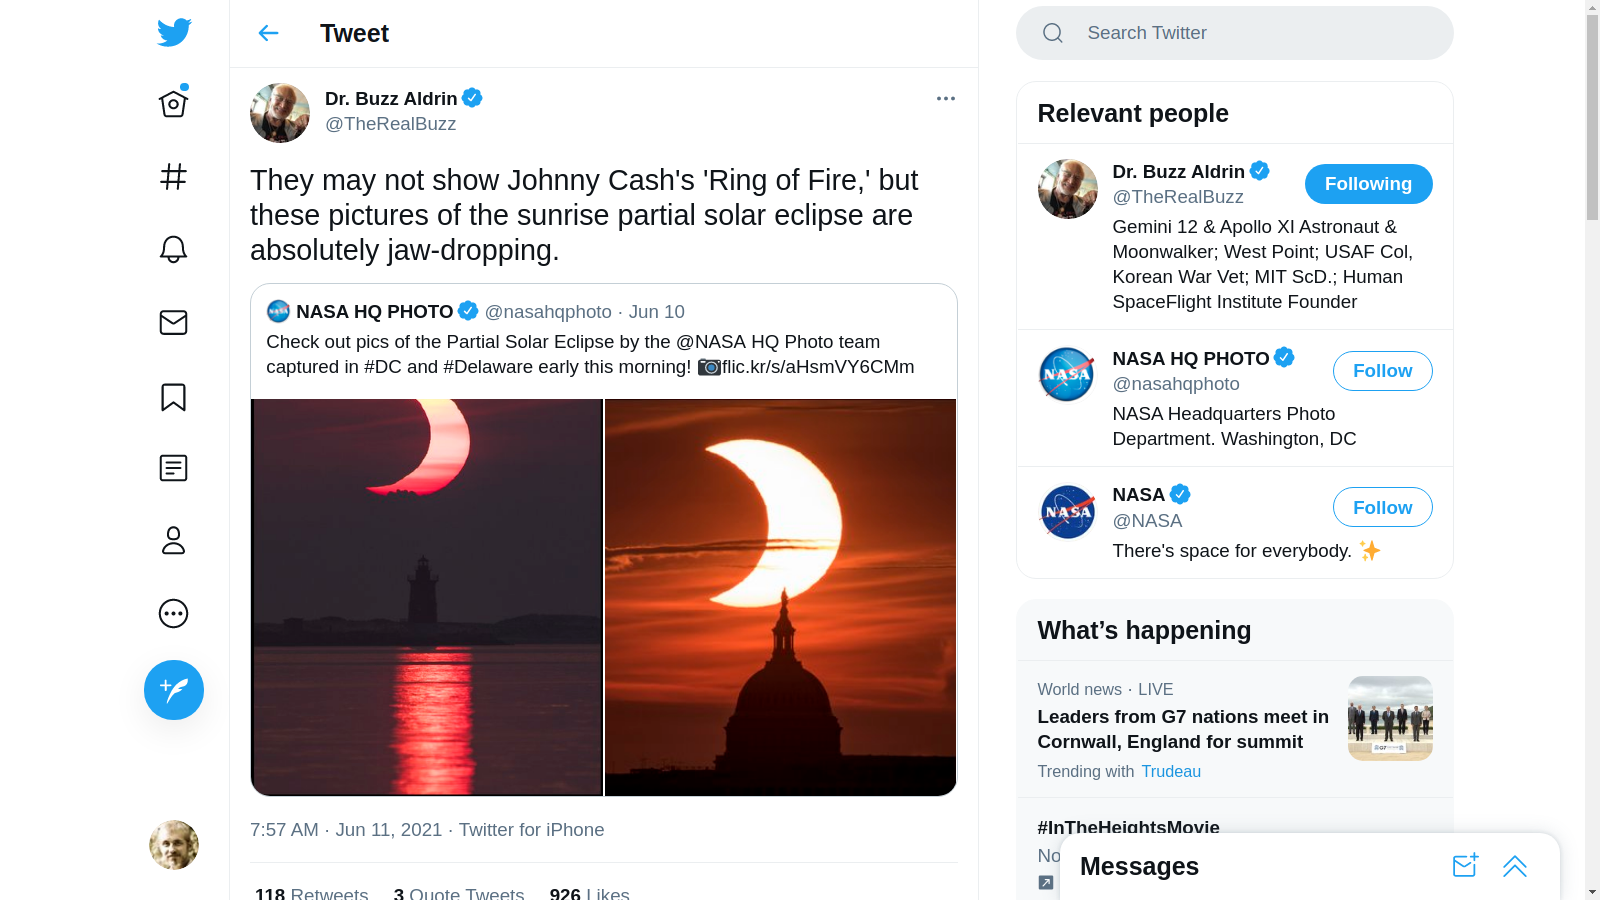 Tweet
Dr. Buzz Aldrin
@TheRealBuzz
They may not show Johnny Cash's 'Ring of Fire,' but
these pictures of the sunrise partial solar eclipse are
absolutely jaw-dropping.
NASA HQ PHOTO @nasahqphoto · Jun 10
Check out pics of the Partial Solar Eclipse by the @NASA HQ Photo team
captured in #DC and #Delaware early this morning! 📷flic.kr/s/aHsmVY6CMm
7:57 AM · Jun 11, 2021 · Twitter for iPhone
118 Retweets 3 Quote Tweets 926 Likes
Search Twitter
Relevant people
Dr. Buzz Aldrin
@TheRealBuzz
Following
Gemini 12 & Apollo XI Astronaut &
Moonwalker; West Point; USAF Col,
Korean War Vet; MIT ScD.; Human
SpaceFlight Institute Founder
NASA
NASA HQ PHOTO
@nasahqphoto
Follow
NASA Headquarters Photo
Department. Washington, DC
NASA
NASA
@NASA
Follow
There's space for everybody. ✨
What’s happening
World news · LIVE
Leaders from G7 nations meet in
Cornwall, England for summit
Trending with Trudeau
G7
#InTheHeightsMovie
No
Messages